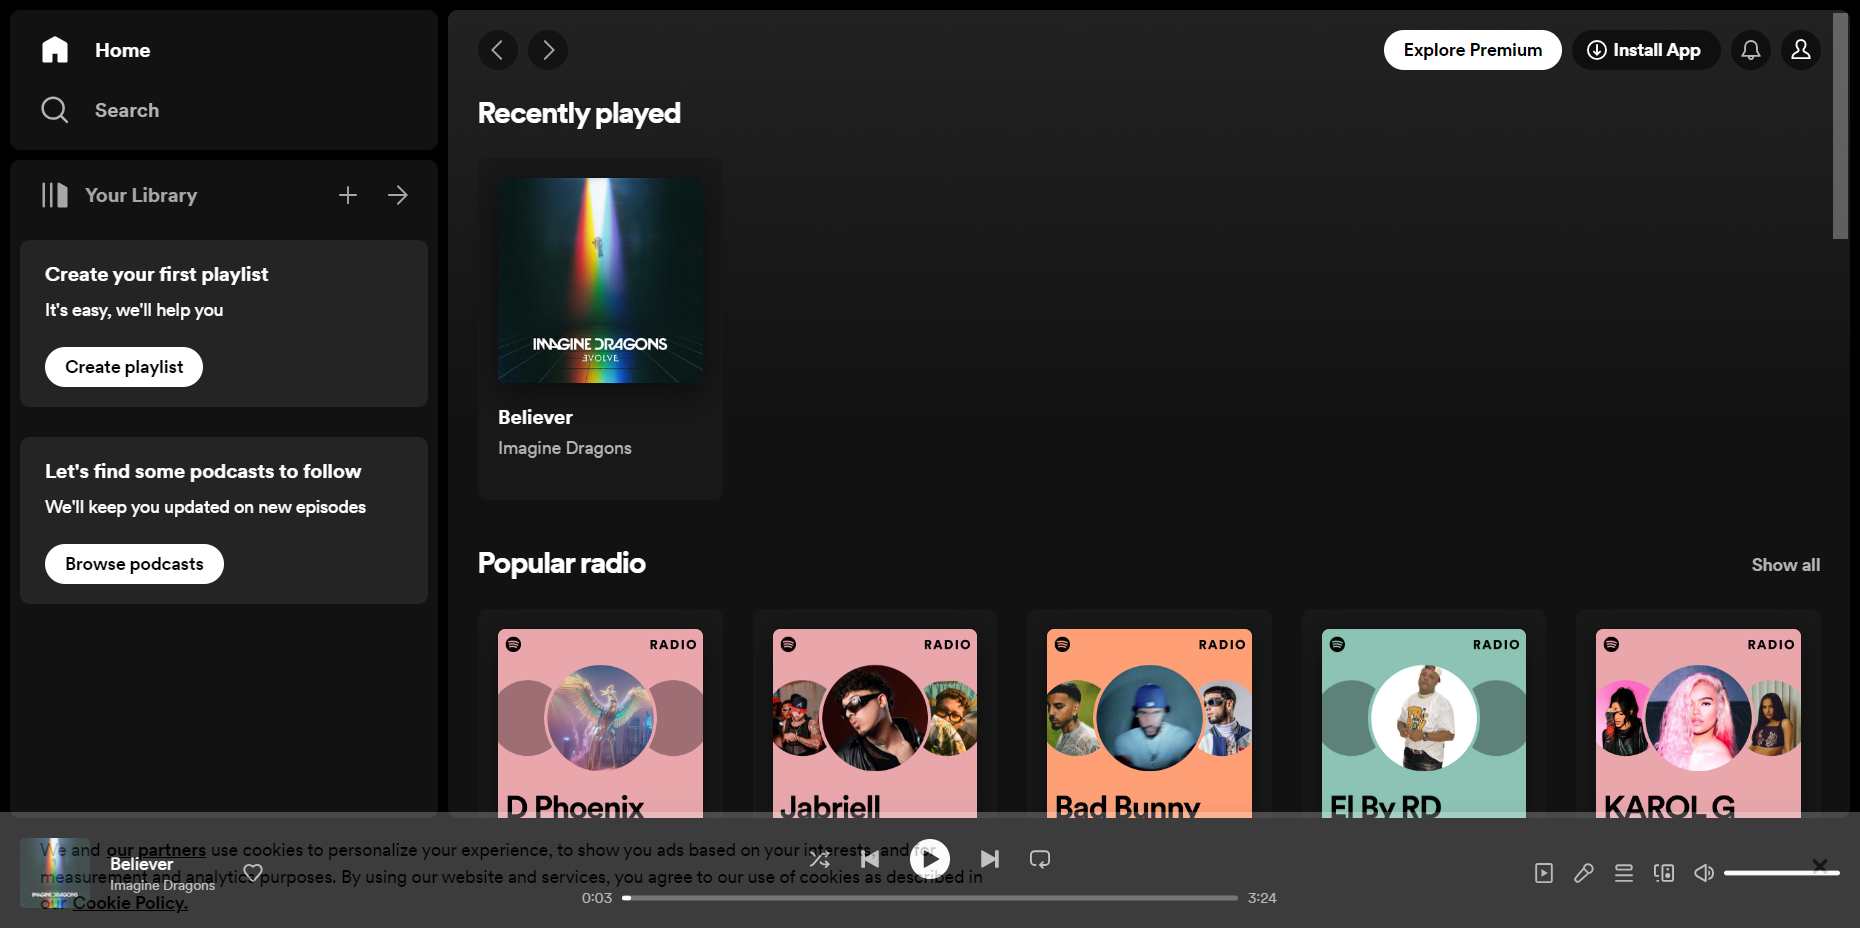 Home
Search
Your Library
Create your first playlist
It's easy, we'll help you
Create playlist
Let's find some podcasts to follow
We'll keep you updated on new episodes
Browse podcasts
Explore Premium
Install App
Recently played
IMAGINE DRAGONS
EVOLVE
Believer
Imagine Dragons
Popular radio
Show all
RADIO
D Phoenix
RADIO
Jabriell
RADIO
Bad Bunny
RADIO
El By RD
RADIO
KAROL G
We and our partners use cookies to personalize your experience, to show you ads based on your interests, and for
measurement and analytics purposes. By using our website and services, you agree to our use of cookies as described in
our Cookie Policy.
Believer
Imagine Dragons
IMAGINE DRAGONS
0:03
3:24